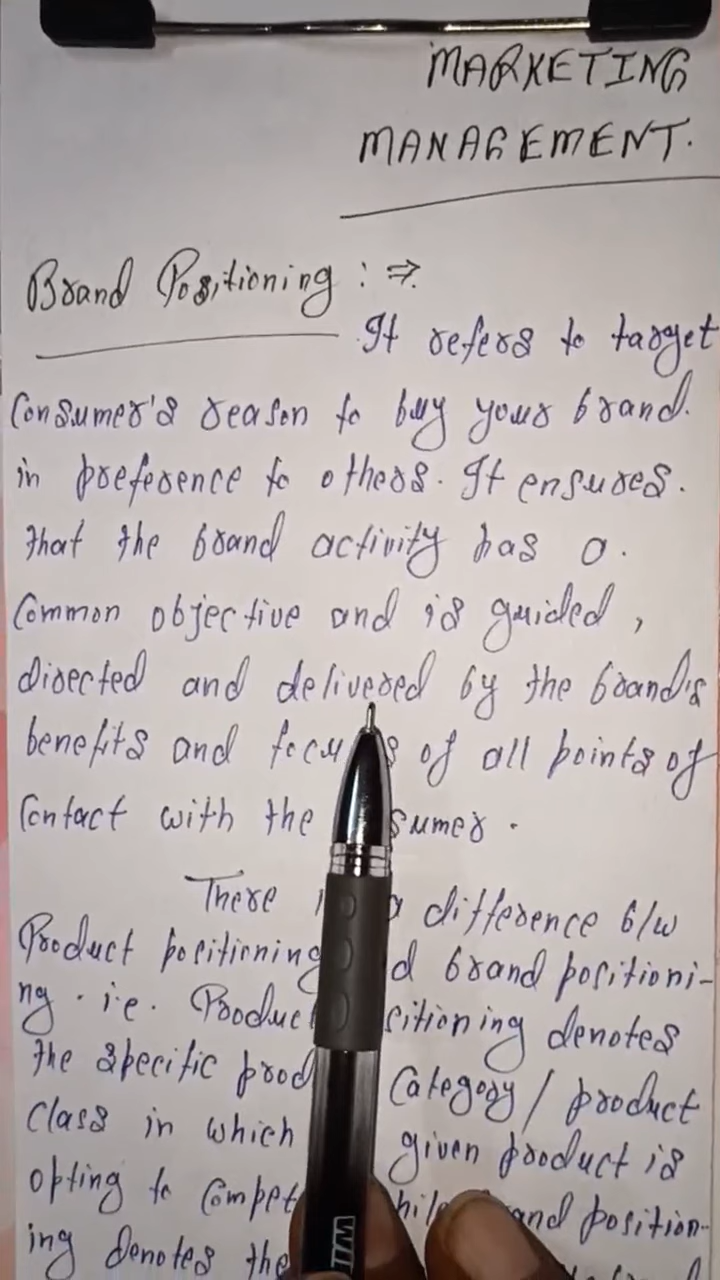 MARKETING
MANAGEMENT.
Brand Positioning : ⇒
It refers to target
Consumer's reason to buy your brand.
in preference to others. It ensures.
that the brand activity has a.
Common objective and is guided,
directed and delivered by the brand's
benefits and focus of all points of
Contact with the sumer.
There a difference b/w
Product positioning d brand positioni-
ng. i.e. Product sitioning denotes
the specific prod Category / product
Class in which given product is
opting to Compet hile and position-
ing denotes the